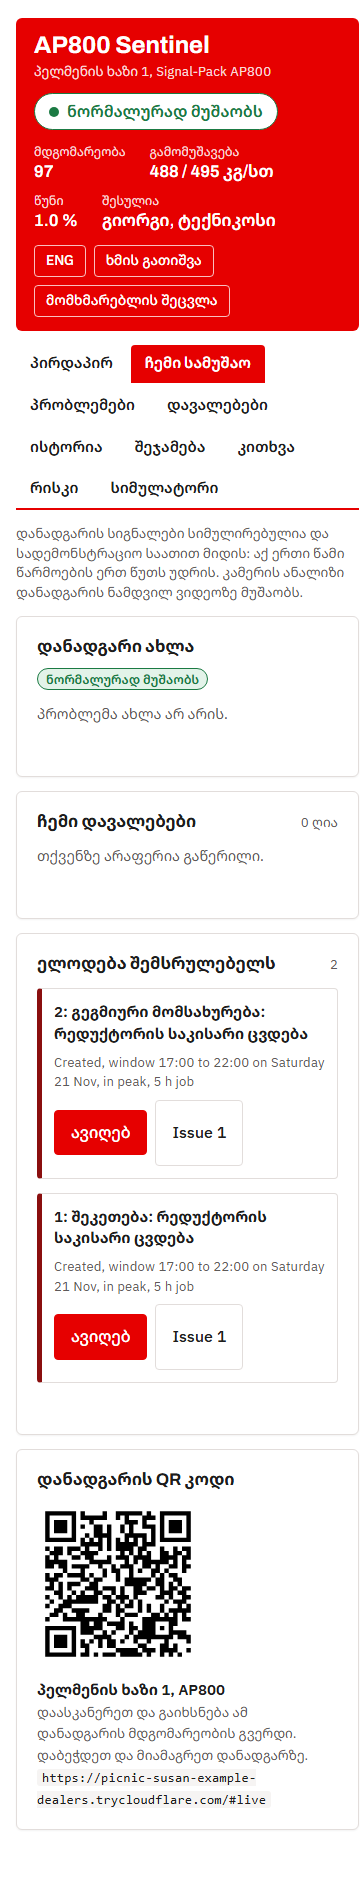 AP800 Sentinel
პელმენის ხაზი 1, Signal-Pack AP800
ნორმალურად მუშაობს
მდგომარეობა გამომუშავება
97 488 / 495 კგ/სთ
წუნი შესულია
1.0 % გიორგი, ტექნიკოსი
ENG ხმის გათიშვა
მომხმარებლის შეცვლა
პირდაპირ ჩემი სამუშაო
პრობლემები დავალებები
ისტორია შეჯამება კითხვა
რისკი სიმულატორი
დანადგარის სიგნალები სიმულირებულია და
სადემონსტრაციო საათით მიდის: აქ ერთი წამი
წარმოების ერთ წუთს უდრის. კამერის ანალიზი
დანადგარის ნამდვილ ვიდეოზე მუშაობს.
დანადგარი ახლა
ნორმალურად მუშაობს
პრობლემა ახლა არ არის.
ჩემი დავალებები 0 ღია
თქვენზე არაფერია გაწერილი.
ელოდება შემსრულებელს 2
2: გეგმიური მომსახურება:
რედუქტორის საკისარი ცვდება
Created, window 17:00 to 22:00 on Saturday
21 Nov, in peak, 5 h job
ავიღებ Issue 1
1: შეკეთება: რედუქტორის
საკისარი ცვდება
Created, window 17:00 to 22:00 on Saturday
21 Nov, in peak, 5 h job
ავიღებ Issue 1
დანადგარის QR კოდი
პელმენის ხაზი 1, AP800
დაასკანერეთ და გაიხსნება ამ
დანადგარის მდგომარეობის გვერდი.
დაბეჭდეთ და მიამაგრეთ დანადგარზე.
https://picnic-susan-example-
dealers.trycloudflare.com/#live